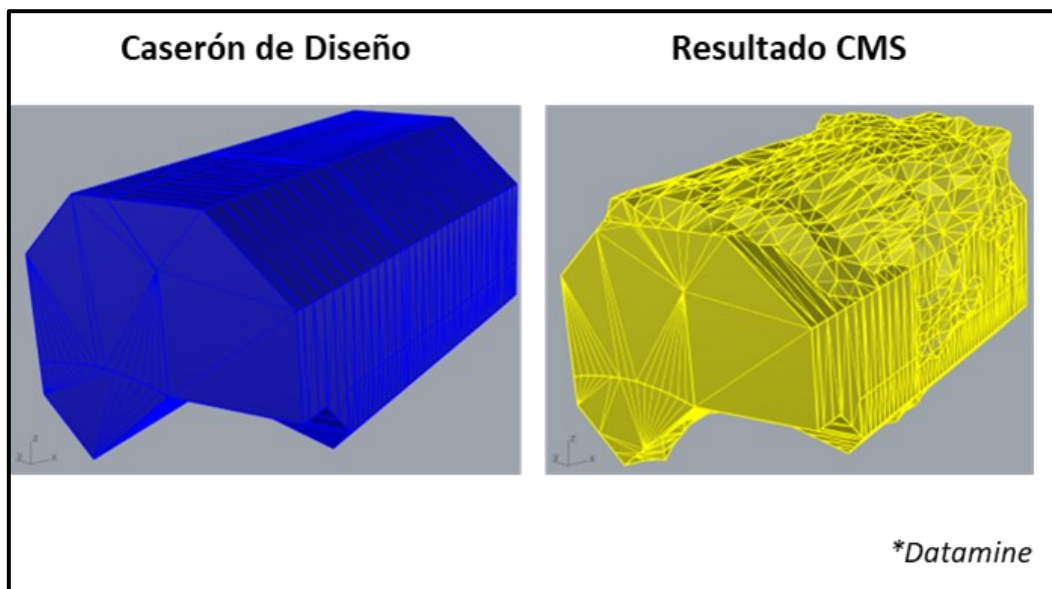 Caserón de Diseño
Resultado CMS
z
y
x
z
y
x
*Datamine